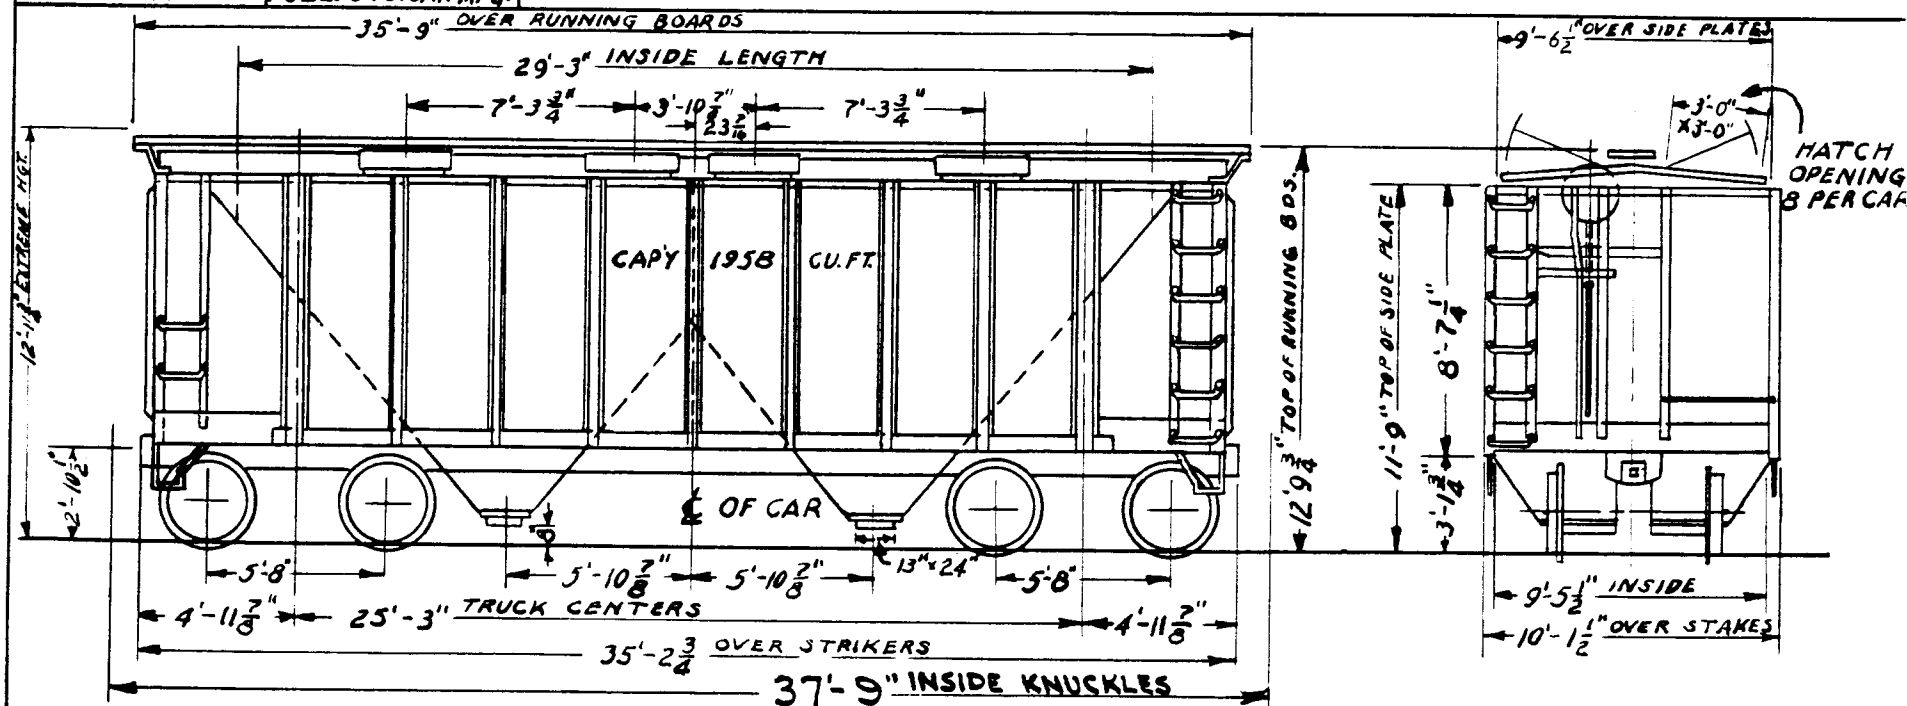 35'-9" OVER RUNNING BOARDS
29'-3" INSIDE LENGTH
7'-3 3/4"
3'-10 7/8"
7'-3 3/4"
23 7/16
12'-11 3/4" EXTREME HGT.
CAP'Y 1958 CU.FT.
2'-10 1/2"
℄ OF CAR
8"
13" x 24"
5'-8"
5'-10 7/8"
5'-10 7/8"
5'-8"
4'-11 7/8"
25'-3" TRUCK CENTERS
4'-11 7/8"
35'-2 3/4 OVER STRIKERS
37'-9" INSIDE KNUCKLES
12'9 3/4" TOP OF RUNNING BDS.
9'-6 1/2" OVER SIDE PLATES
3'-0"
x3'-0"
HATCH
OPENING
8 PER CAR
11'-9" TOP OF SIDE PLATE
8'-7 1/4"
3'-1 3/4"
9'-5 1/2" INSIDE
10'-1 1/2" OVER STAKES